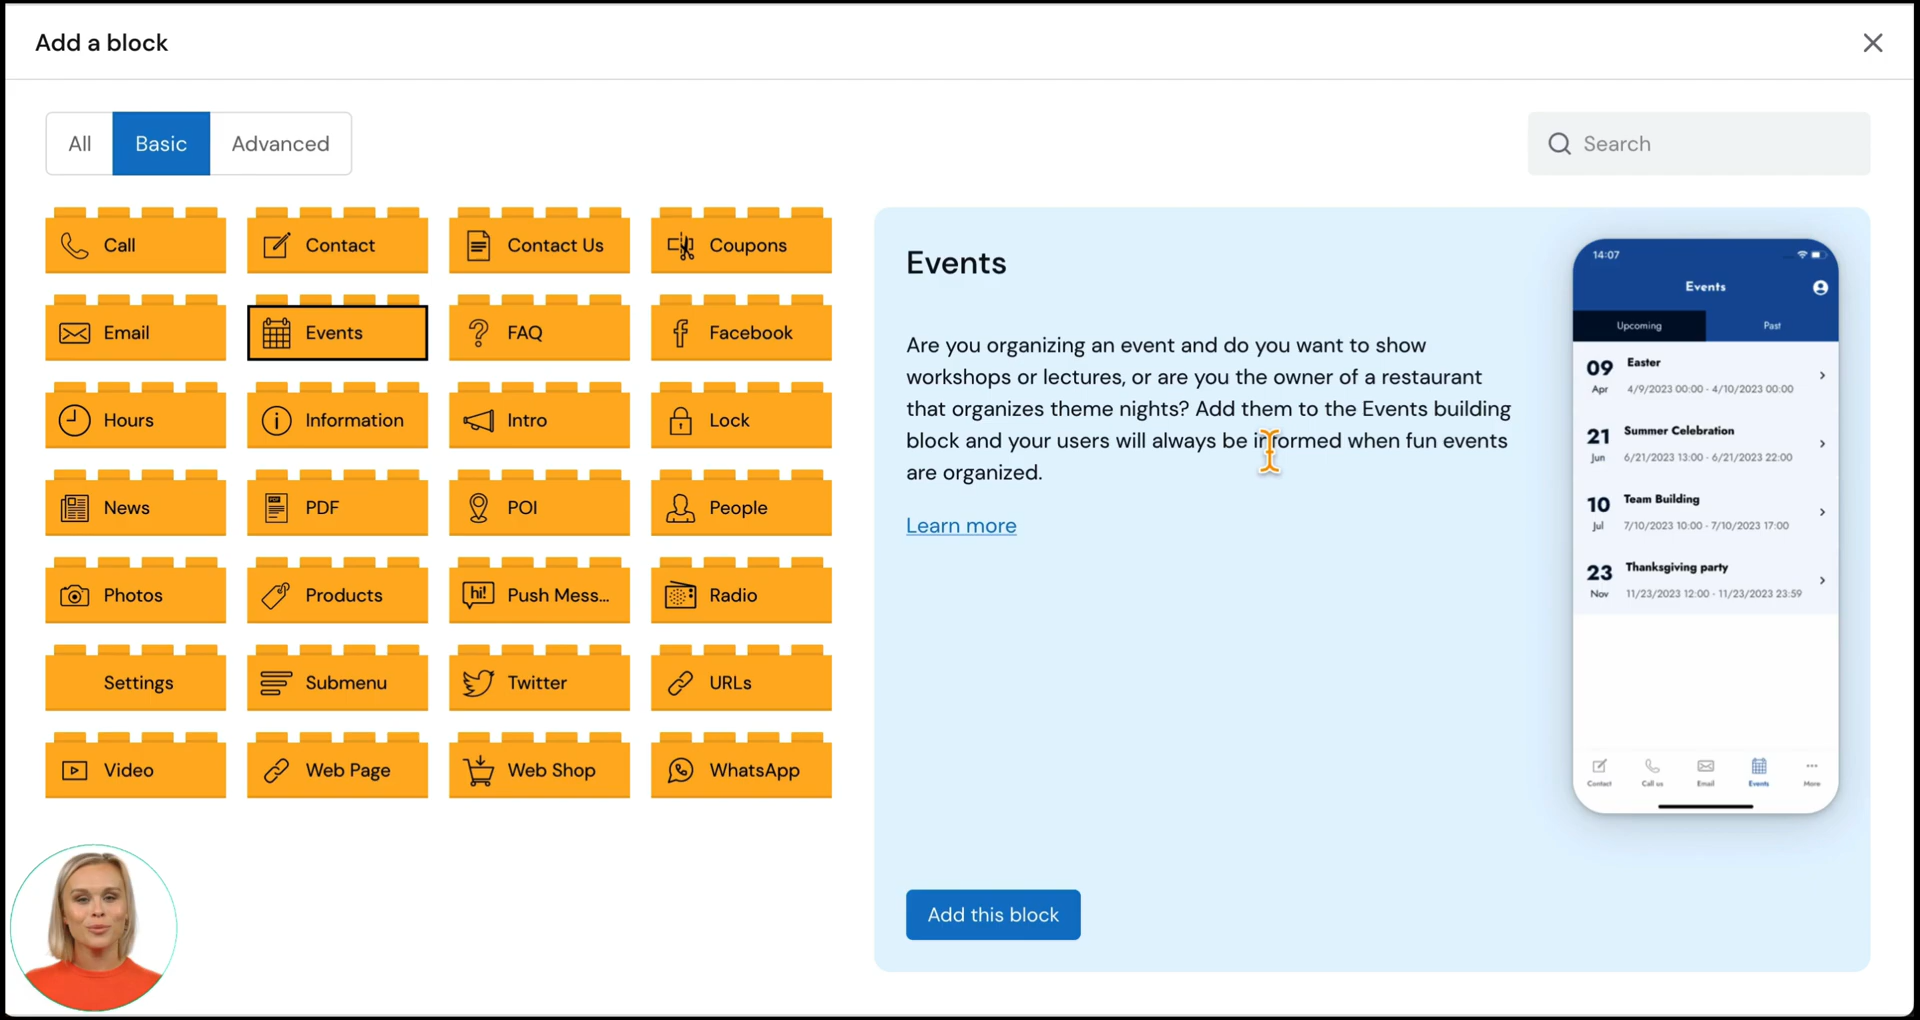 Add a block
All Basic Advanced
Search
Call Contact Contact Us Coupons
Email Events FAQ Facebook
Hours Information Intro Lock
News PDF POI People
Photos Products Push Mess... Radio
Settings Submenu Twitter URLs
Video Web Page Web Shop WhatsApp
Events
Are you organizing an event and do you want to show
workshops or lectures, or are you the owner of a restaurant
that organizes theme nights? Add them to the Events building
block and your users will always be informed when fun events
are organized.
Learn more
Add this block
14:07
Events
Upcoming Past
09 Easter
Apr 4/9/2023 00:00 - 4/10/2023 00:00
21 Summer Celebration
Jun 6/21/2023 13:00 - 6/21/2023 22:00
10 Team Building
Jul 7/10/2023 10:00 - 7/10/2023 17:00
23 Thanksgiving party
Nov 11/23/2023 12:00 - 11/23/2023 23:59
Contact Call us Email Events More